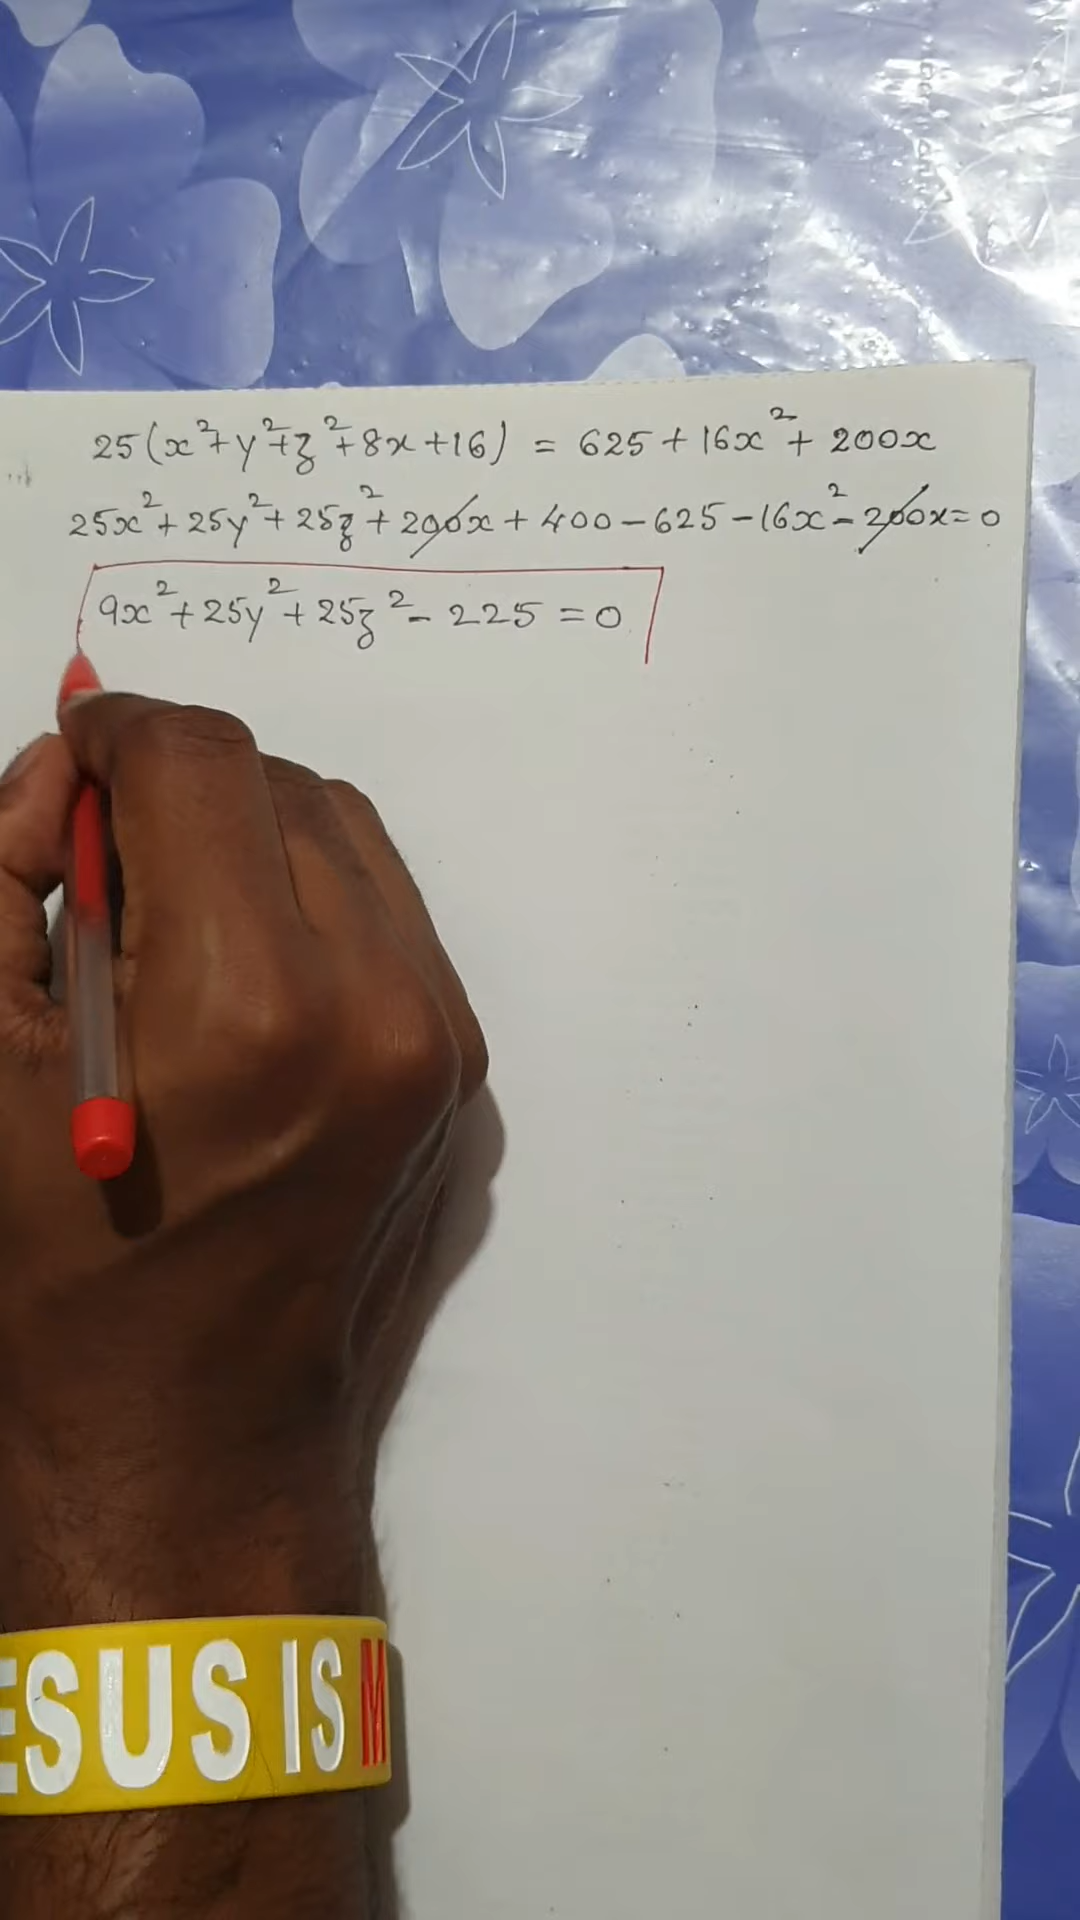 25(x²+y²+z²+8x+16) = 625+16x²+200x
25x²+25y²+25z²+200x+400-625-16x²-200x=0
9x²+25y²+25z²-225=0
ESUS IS M